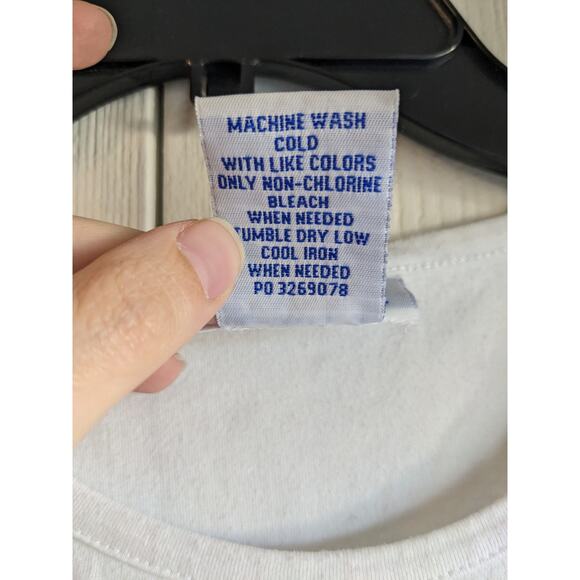 MACHINE WASH
COLD
WITH LIKE COLORS
ONLY NON-CHLORINE
BLEACH
WHEN NEEDED
TUMBLE DRY LOW
COOL IRON
WHEN NEEDED
PO 3269078